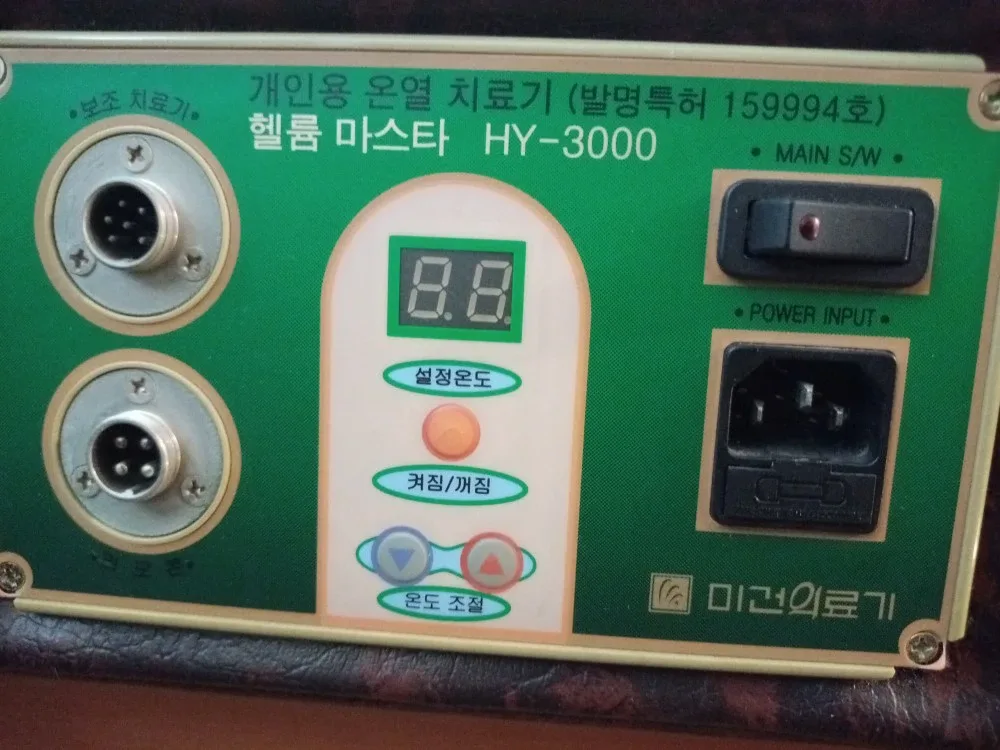 개인용 온열 치료기 (발명특허 159994호)
헬륨 마스타 HY-3000
•보조 치료기•
• MAIN S/W •
8.8.
설정온도
• POWER INPUT •
켜짐/꺼짐
온도 조절
미건의료기